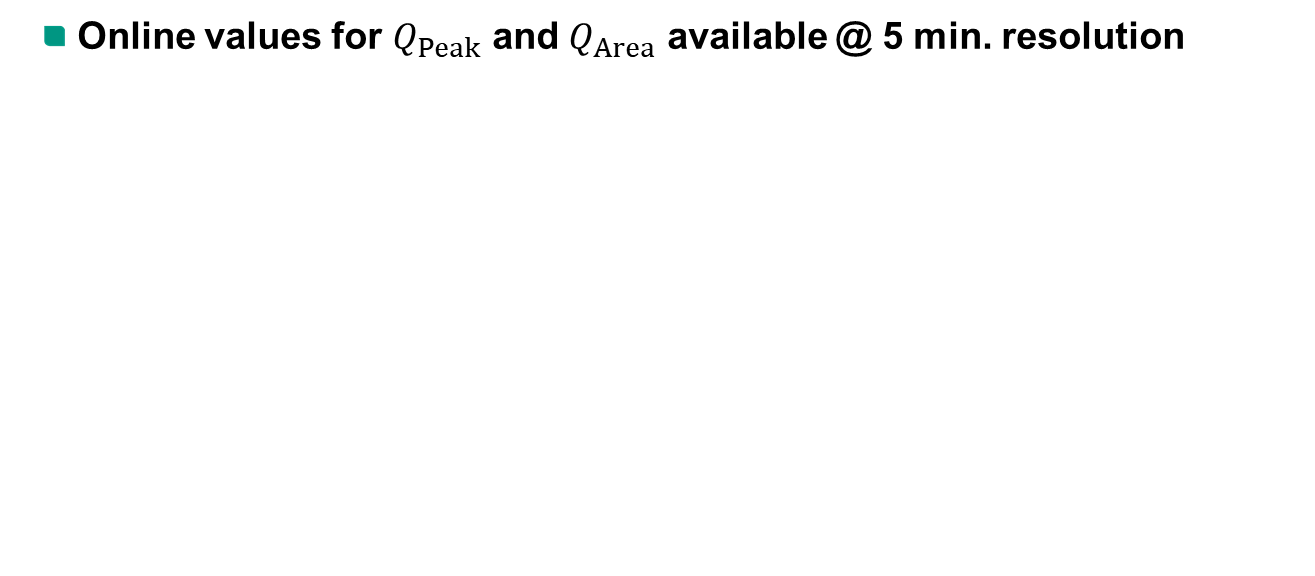 Online values for Q_Peak and Q_Area available @ 5 min. resolution